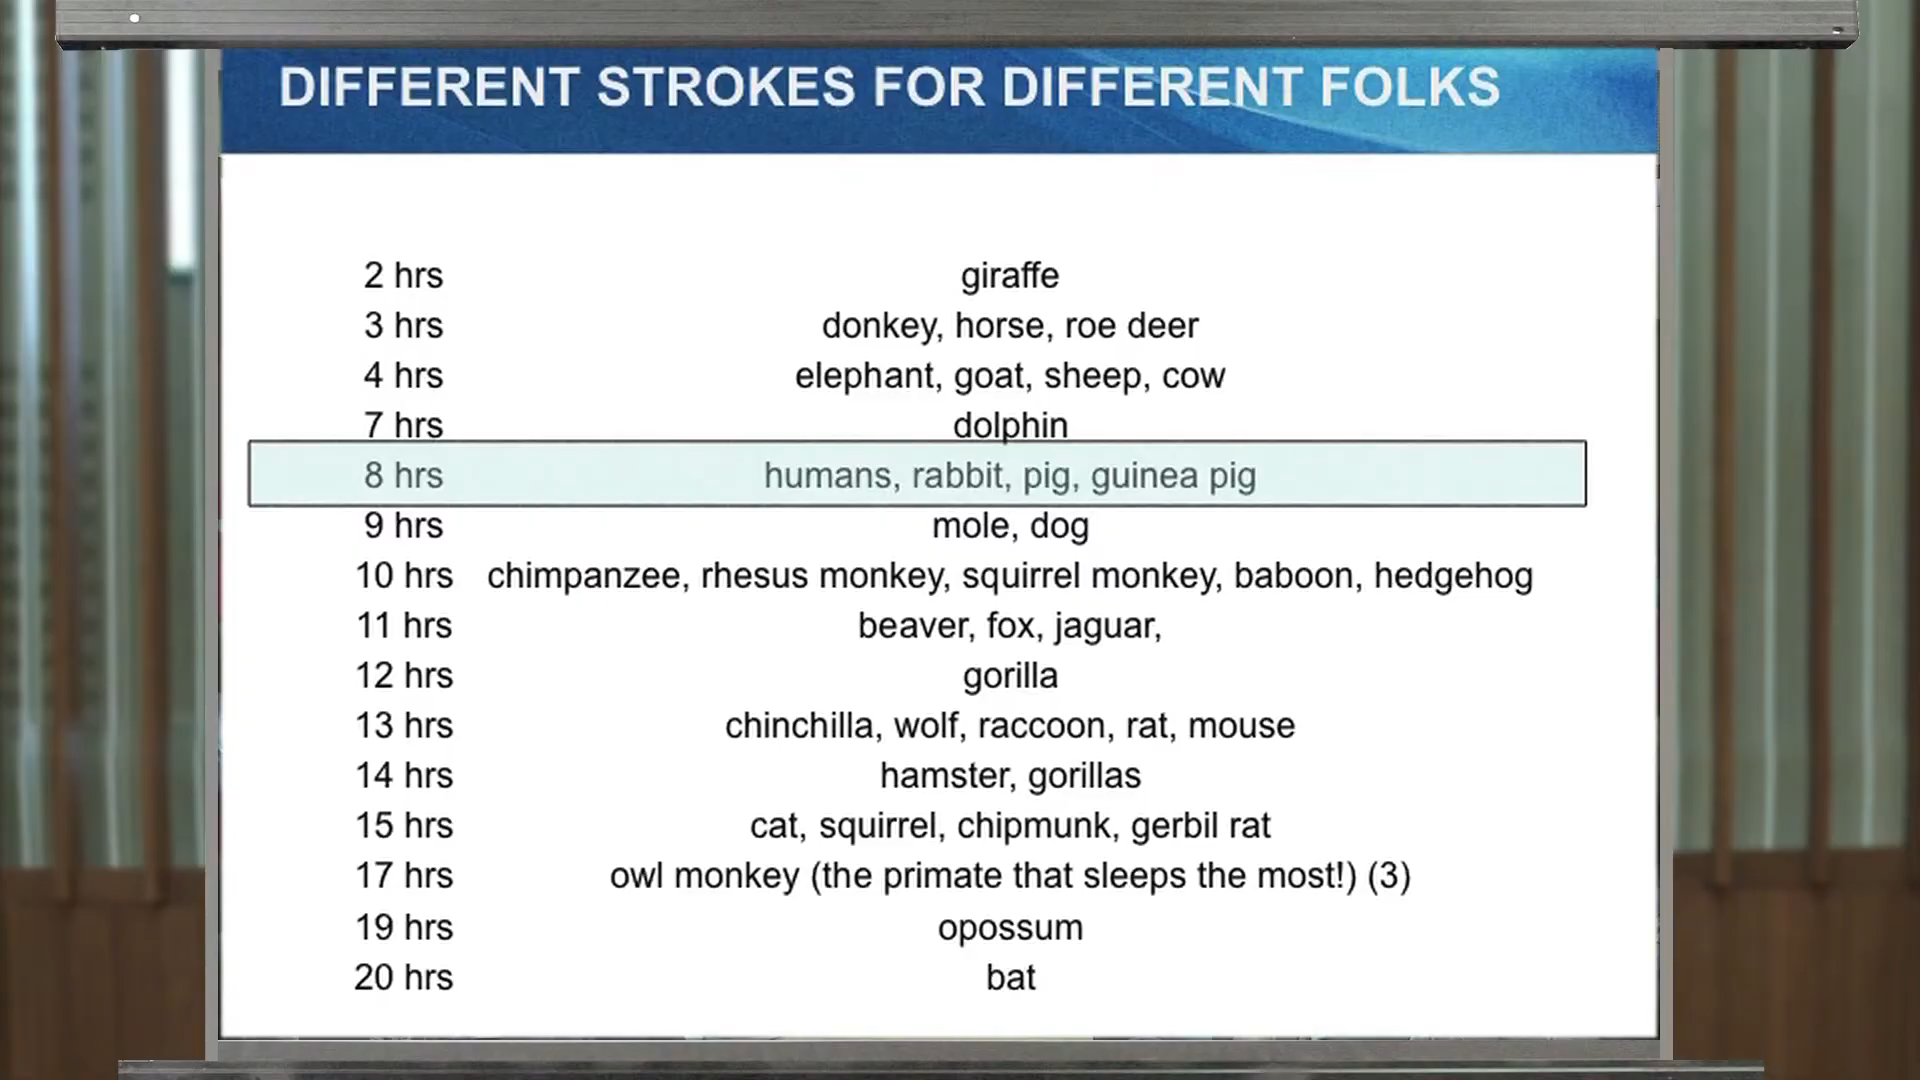 DIFFERENT STROKES FOR DIFFERENT FOLKS
2 hrs giraffe
3 hrs donkey, horse, roe deer
4 hrs elephant, goat, sheep, cow
7 hrs dolphin
8 hrs humans, rabbit, pig, guinea pig
9 hrs mole, dog
10 hrs chimpanzee, rhesus monkey, squirrel monkey, baboon, hedgehog
11 hrs beaver, fox, jaguar,
12 hrs gorilla
13 hrs chinchilla, wolf, raccoon, rat, mouse
14 hrs hamster, gorillas
15 hrs cat, squirrel, chipmunk, gerbil rat
17 hrs owl monkey (the primate that sleeps the most!) (3)
19 hrs opossum
20 hrs bat